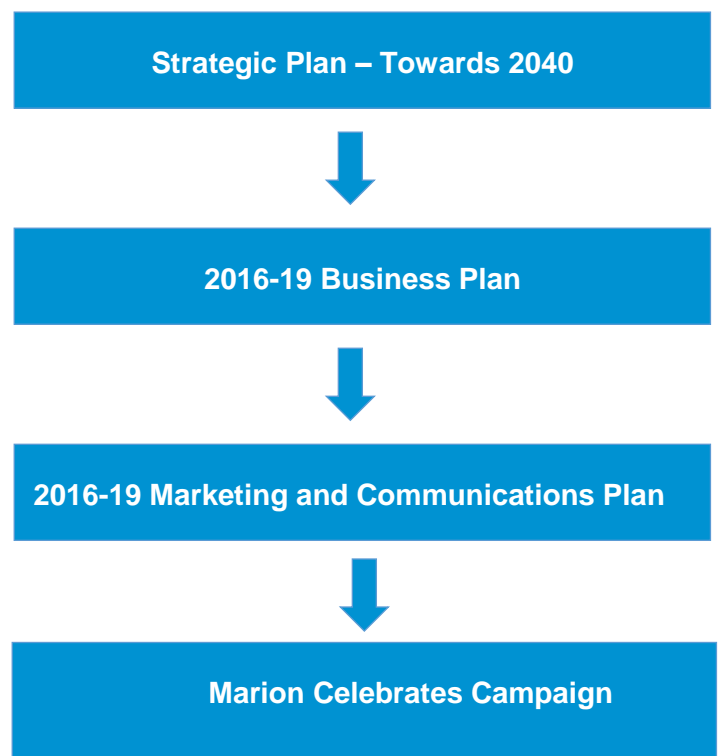 Strategic Plan – Towards 2040
2016-19 Business Plan
2016-19 Marketing and Communications Plan
Marion Celebrates Campaign